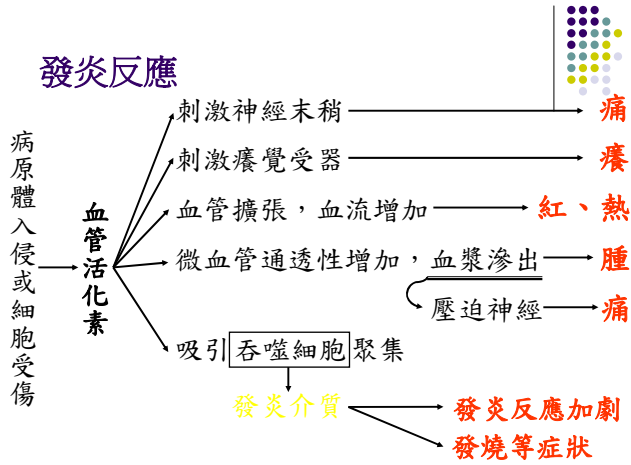 發炎反應
病原體入侵或細胞受傷
血管活化素
刺激神經末稍
痛
刺激癢覺受器
癢
血管擴張，血流增加
紅、熱
微血管通透性增加，血漿滲出
腫
壓迫神經
痛
吸引吞噬細胞聚集
發炎介質
發炎反應加劇
發燒等症狀